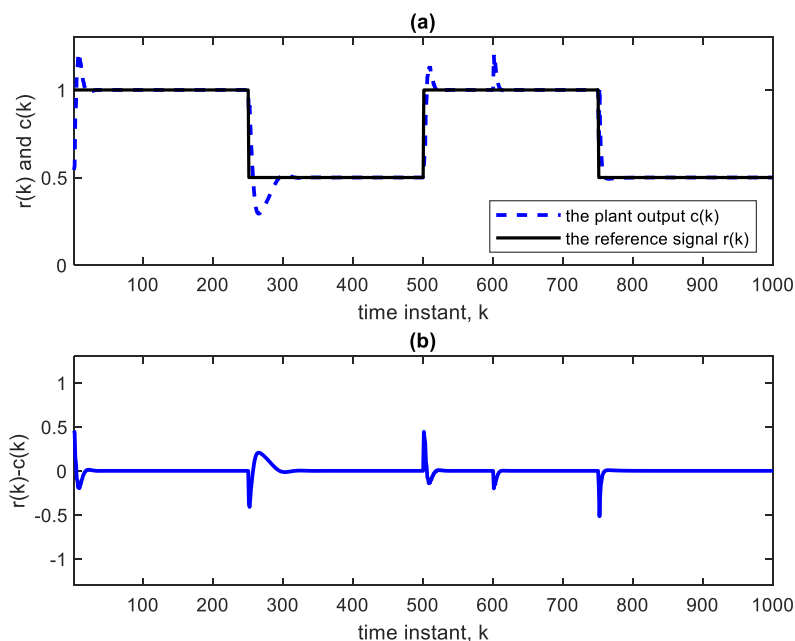 (a)
r(k) and c(k)
1
0.5
0
the plant output c(k)
the reference signal r(k)
100 200 300 400 500 600 700 800 900 1000
time instant, k
(b)
r(k)-c(k)
1
0.5
0
-0.5
-1
100 200 300 400 500 600 700 800 900 1000
time instant, k